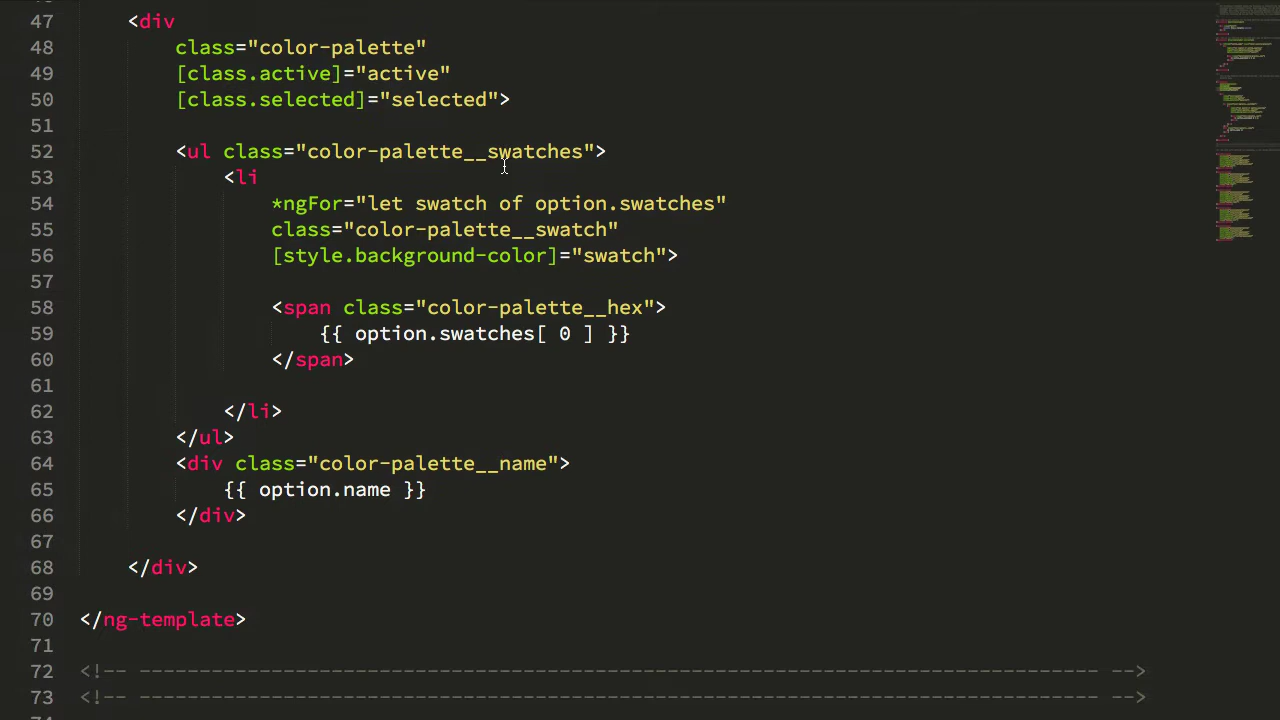 47 <div
48 class="color-palette"
49 [class.active]="active"
50 [class.selected]="selected">
51
52 <ul class="color-palette__swatches">
53 <li
54 *ngFor="let swatch of option.swatches"
55 class="color-palette__swatch"
56 [style.background-color]="swatch">
57
58 <span class="color-palette__hex">
59 {{ option.swatches[ 0 ] }}
60 </span>
61
62 </li>
63 </ul>
64 <div class="color-palette__name">
65 {{ option.name }}
66 </div>
67
68 </div>
69
70 </ng-template>
71
72 <!-- -------------------------------------------------------------------------------- -->
73 <!-- -------------------------------------------------------------------------------- -->